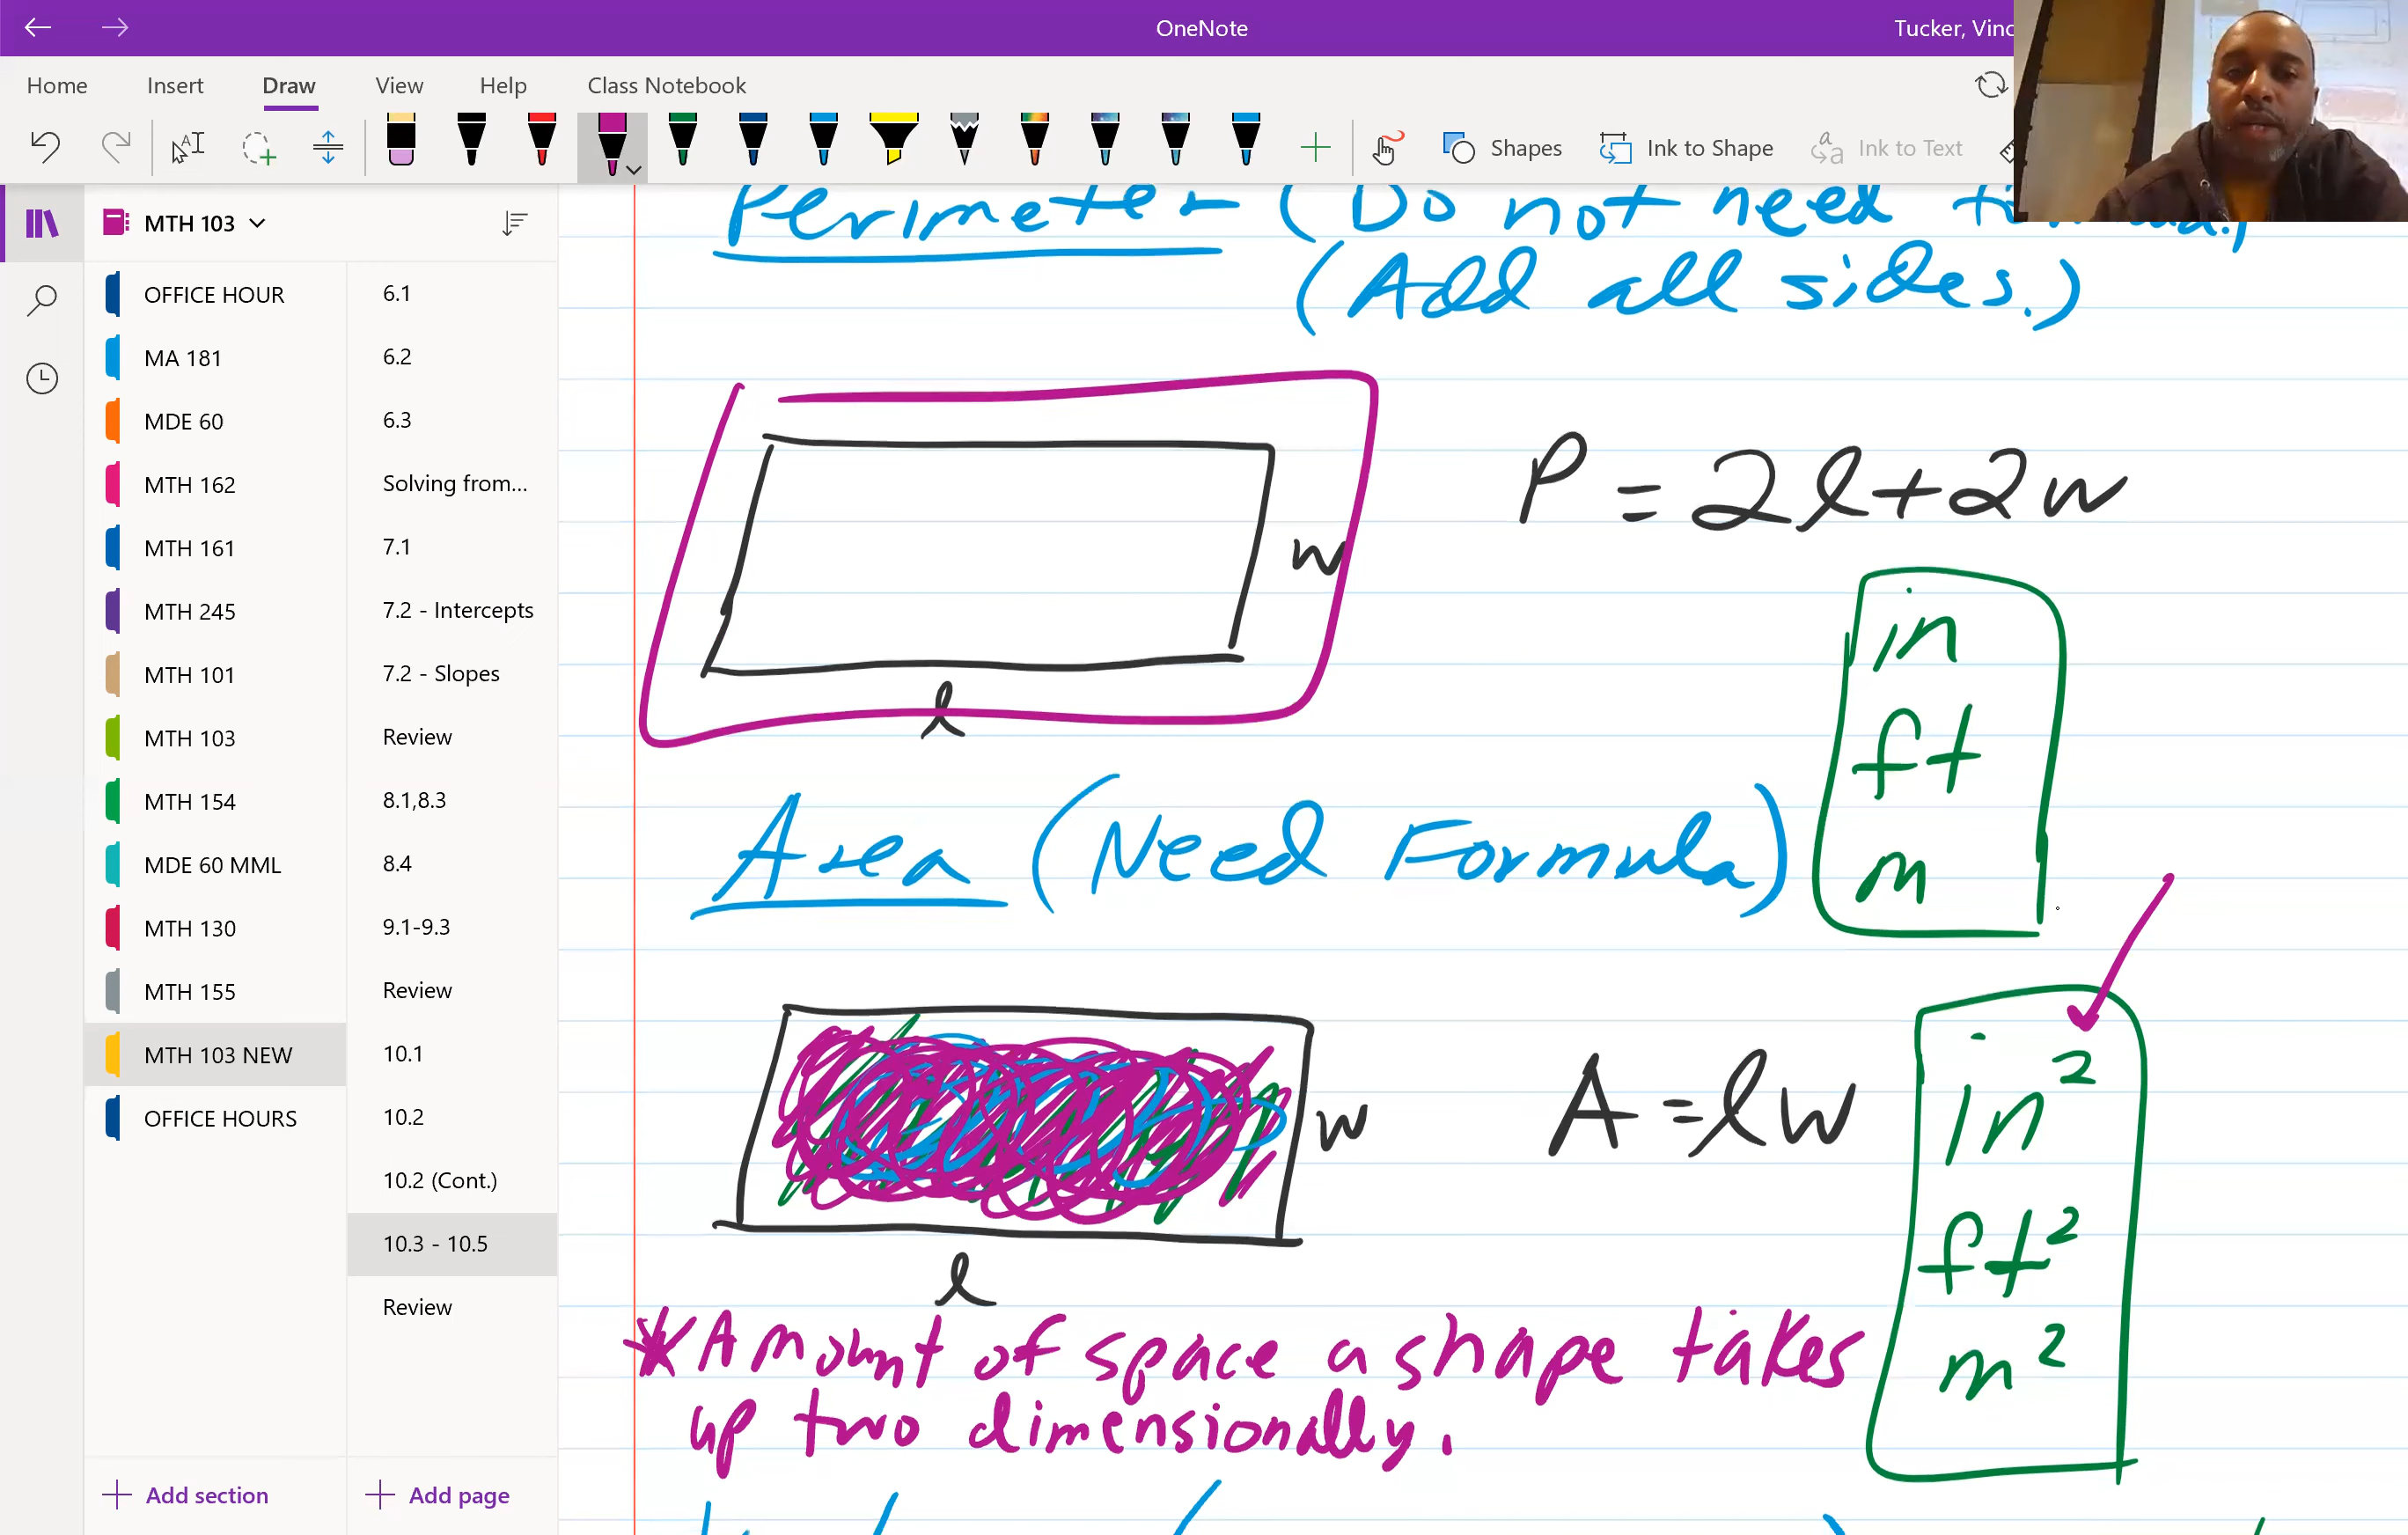 OneNote
Tucker, Vinc
Home Insert Draw View Help Class Notebook
Shapes Ink to Shape Ink to Text
MTH 103
OFFICE HOUR
MA 181
MDE 60
MTH 162
MTH 161
MTH 245
MTH 101
MTH 103
MTH 154
MDE 60 MML
MTH 130
MTH 155
MTH 103 NEW
OFFICE HOURS
Add section
6.1
6.2
6.3
Solving from...
7.1
7.2 - Intercepts
7.2 - Slopes
Review
8.1,8.3
8.4
9.1-9.3
Review
10.1
10.2
10.2 (Cont.)
10.3 - 10.5
Review
Add page
Perimeter (Do not need
(Add all sides.)
w
l
P = 2l+2w
in
ft
m
Area (Need Formula)
w
l
A = lw
in²
ft²
m²
*Amount of space a shape takes
up two dimensionally.